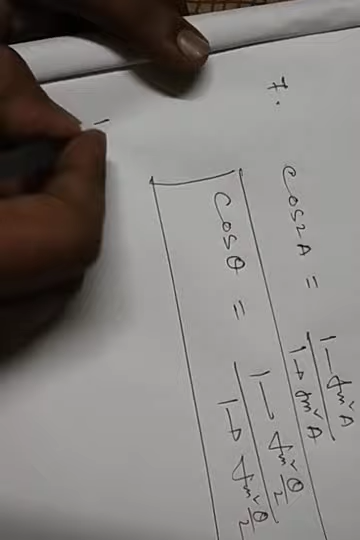 7. cos2A = (1 - tan²A)/(1 + tan²A)
cosθ = (1 - tan²θ/2)/(1 + tan²θ/2)